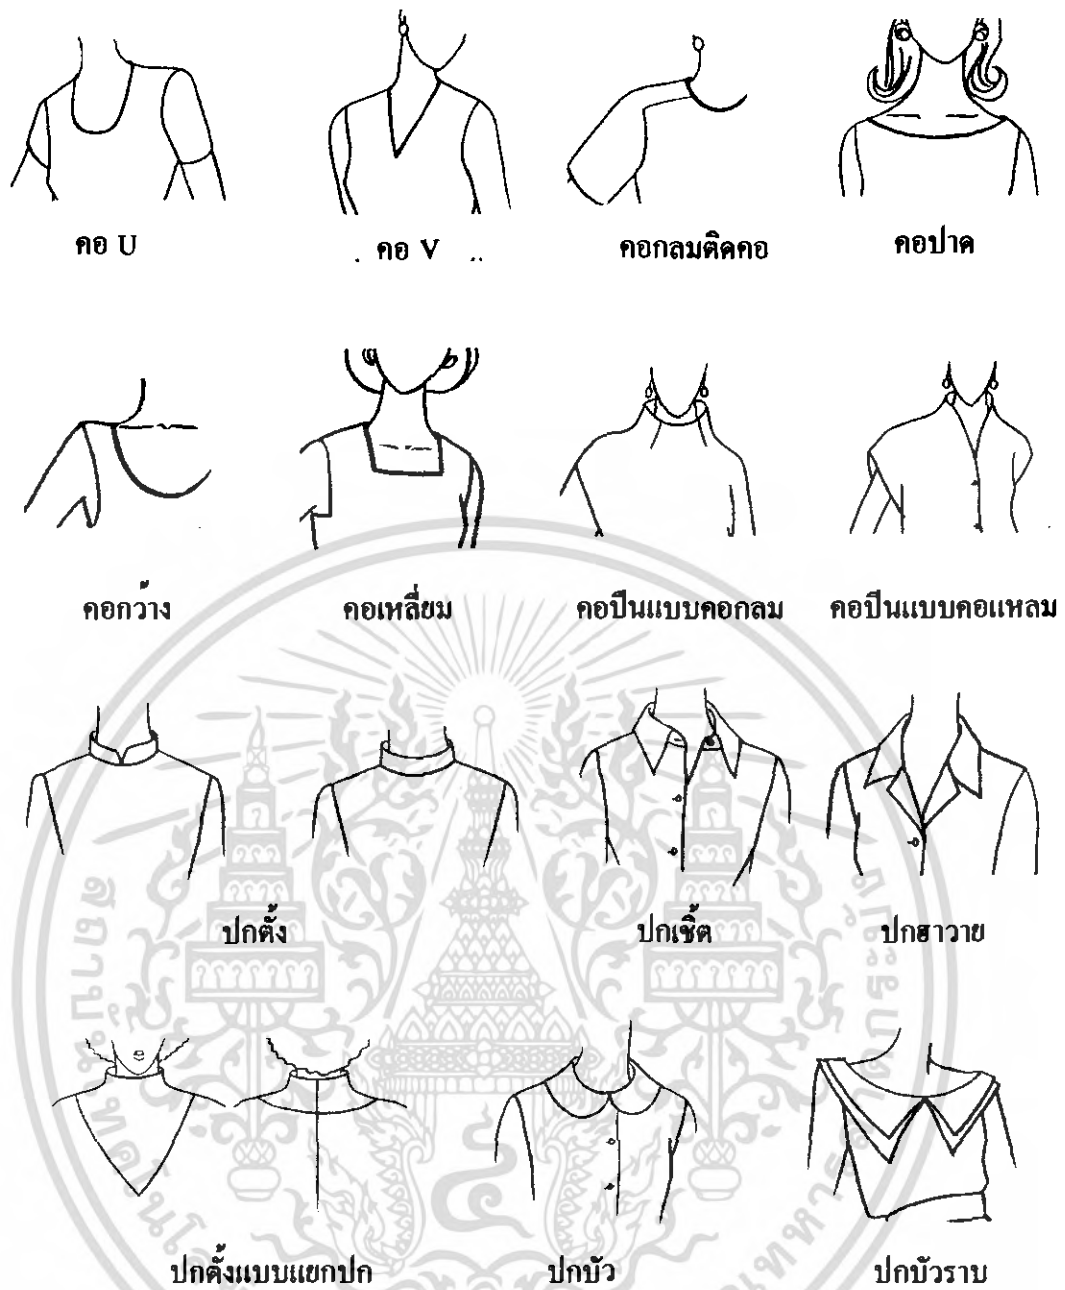 คอ U
คอ V
คอกลมติดคอ
คอปาด
คอกว้าง
คอเหลี่ยม
คอปีนแบบคอกลม
คอปีนแบบคอแหลม
ปกตั้ง
ปกเชิ้ต
ปกฮาวาย
ปกตั้งแบบแยกปก
ปกบัว
ปกบัวราบ